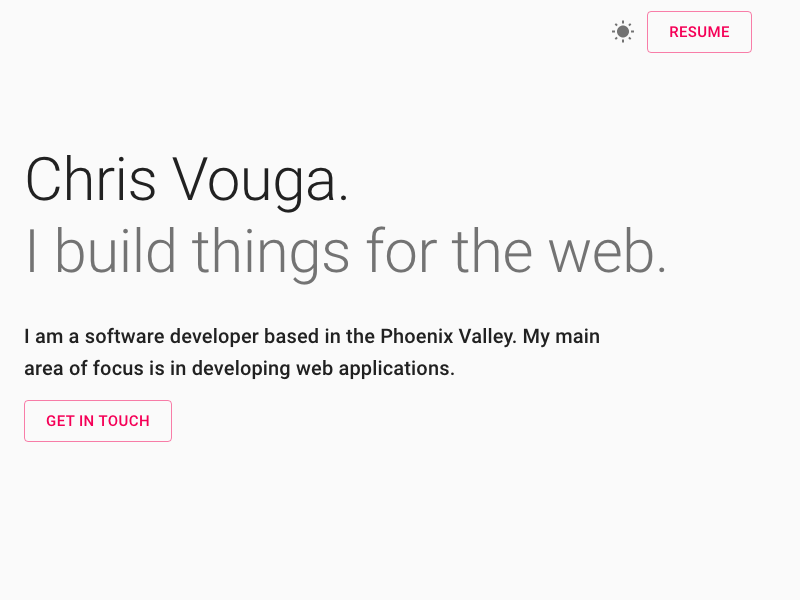 RESUME
Chris Vouga.
I build things for the web.
I am a software developer based in the Phoenix Valley. My main
area of focus is in developing web applications.
GET IN TOUCH